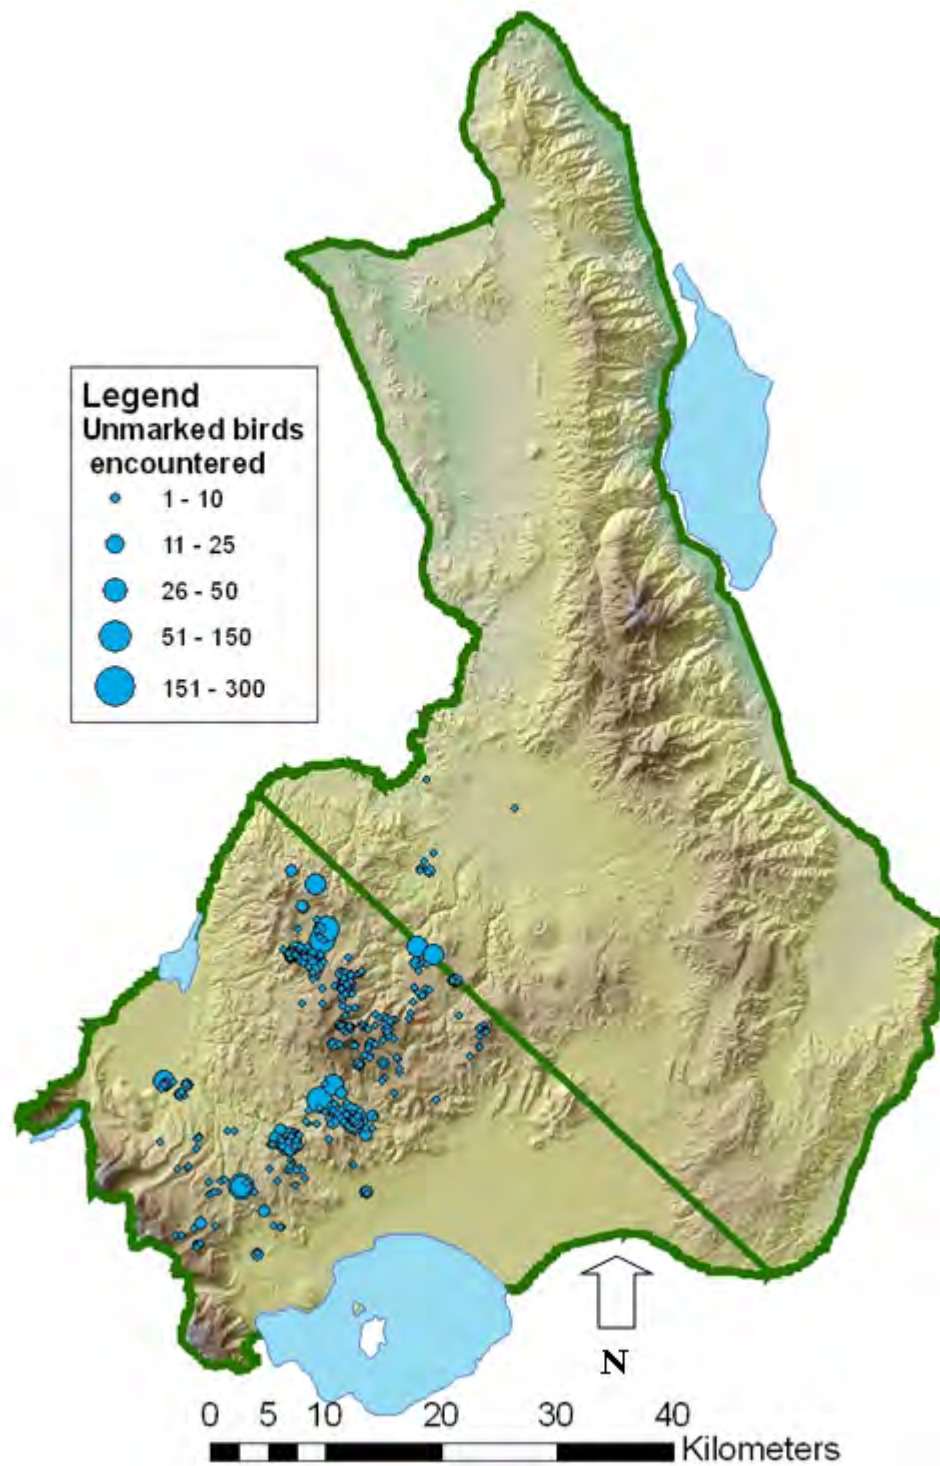 Legend
Unmarked birds
encountered
1 - 10
11 - 25
26 - 50
51 - 150
151 - 300
N
0 5 10 20 30 40
Kilometers